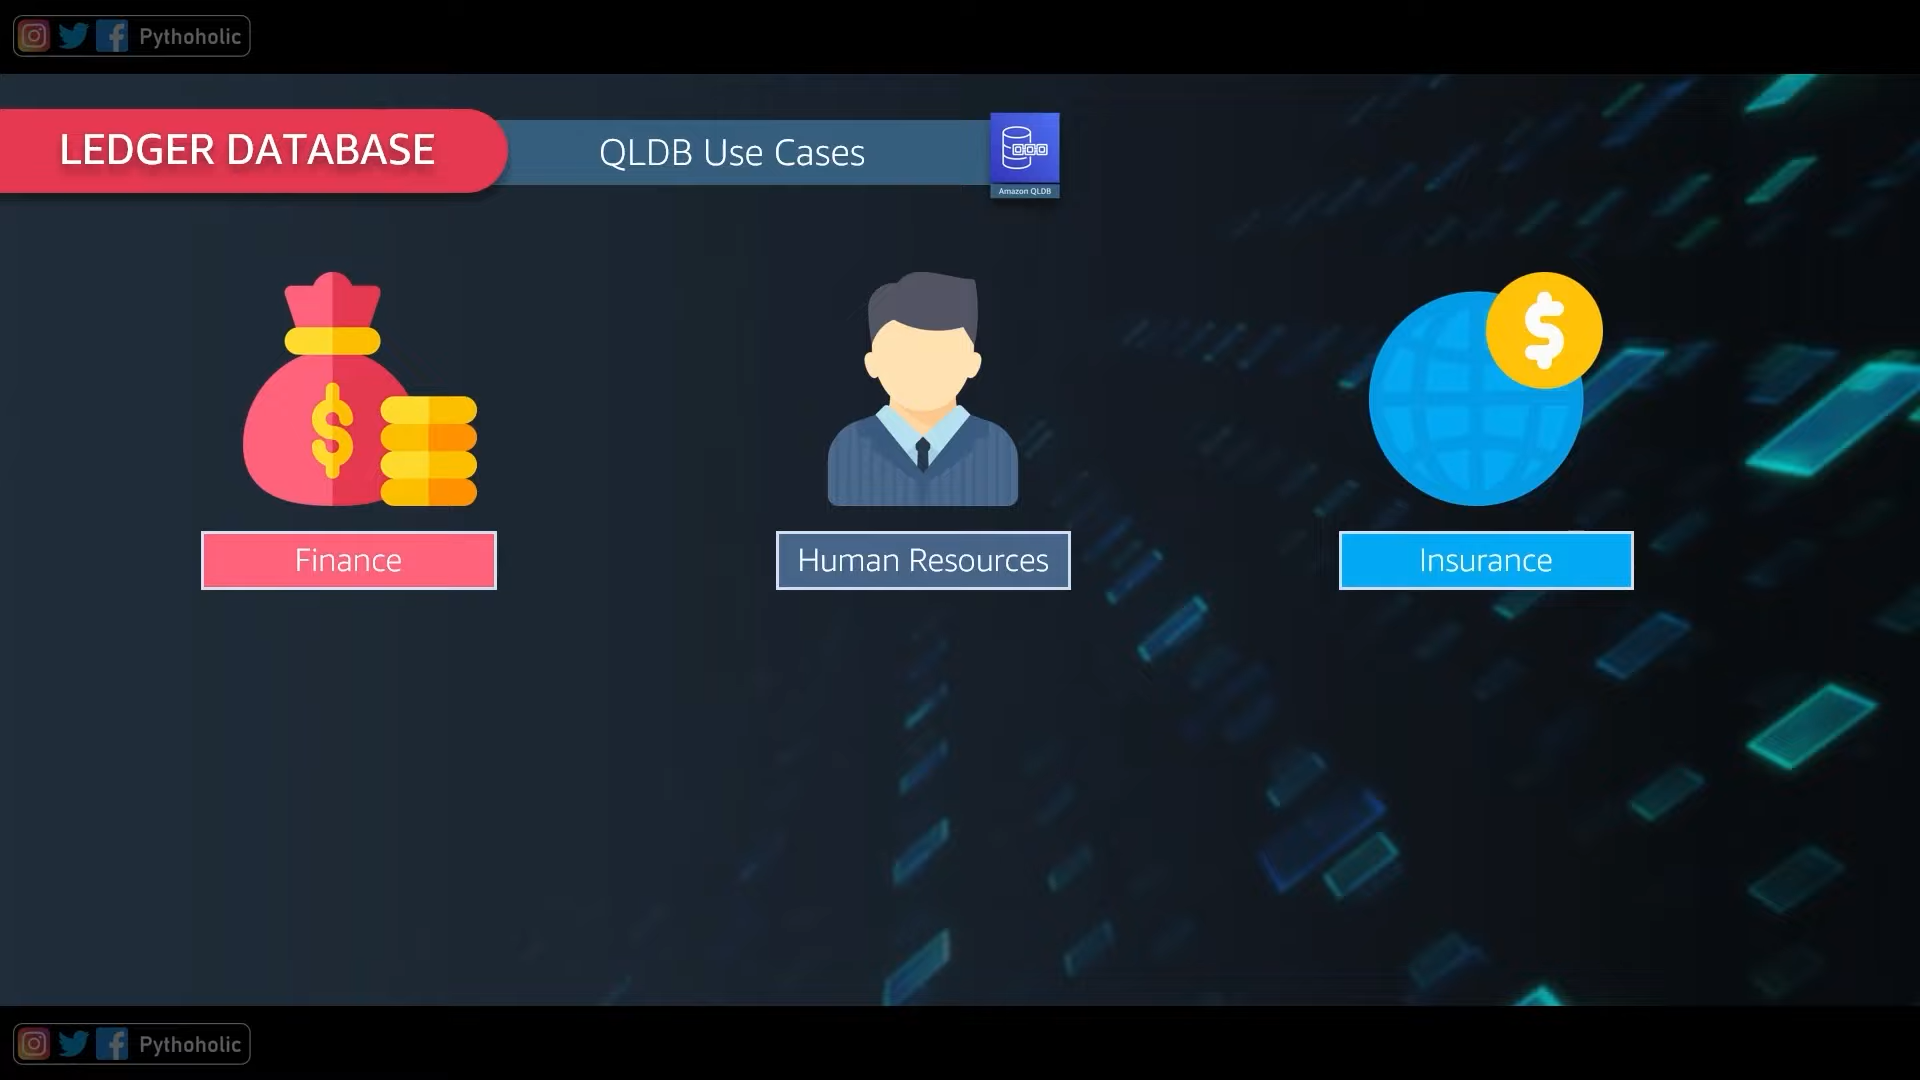 Pythoholic
LEDGER DATABASE
QLDB Use Cases
Amazon QLDB
$
$
Finance
Human Resources
Insurance
Pythoholic